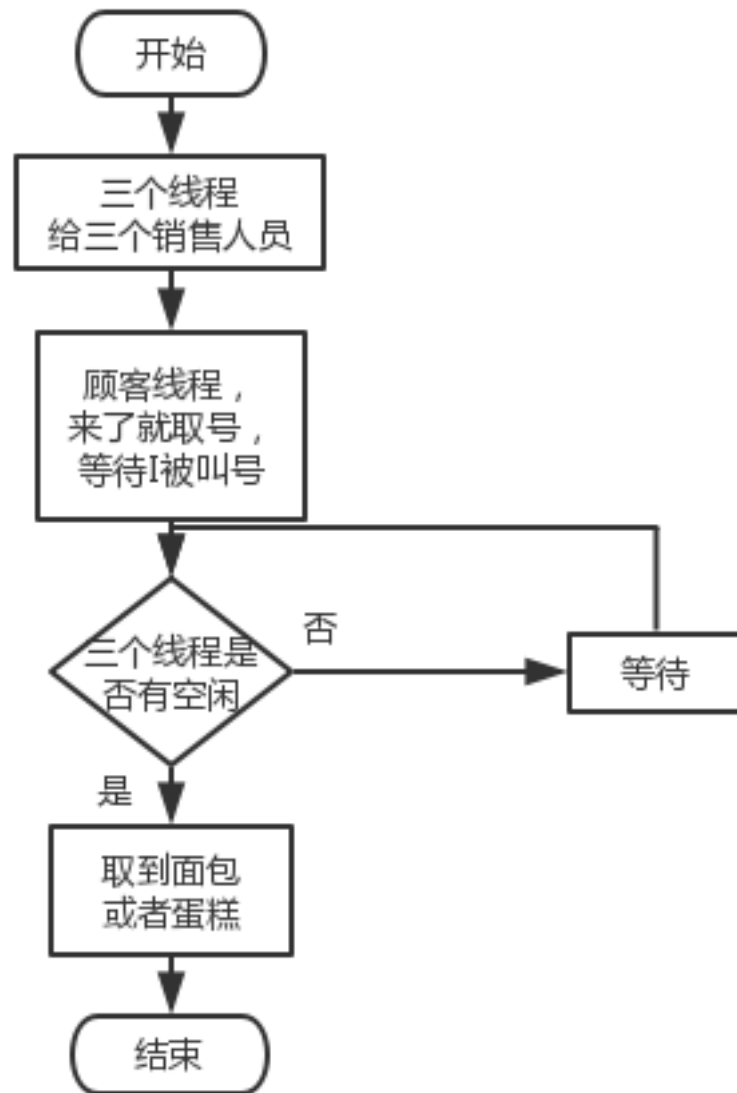 开始
三个线程
给三个销售人员
顾客线程，
来了就取号，
等待I被叫号
三个线程是
否有空闲
否
等待
是
取到面包
或者蛋糕
结束